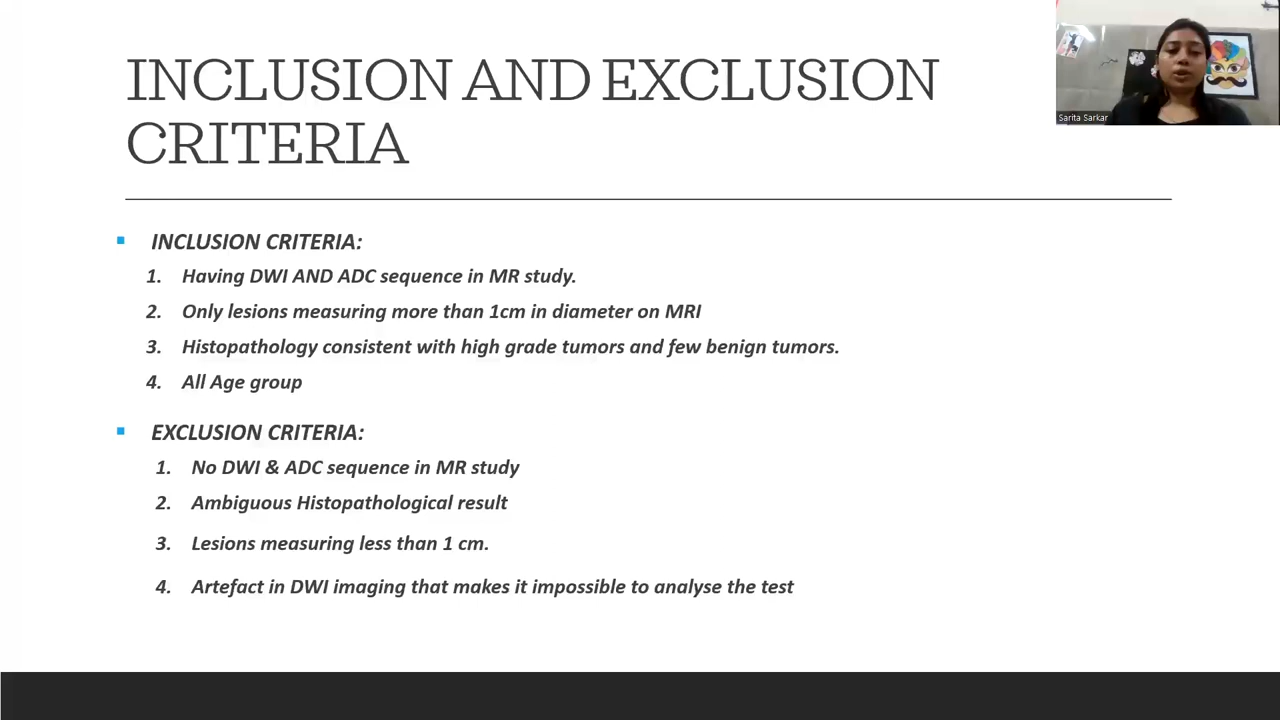 INCLUSION AND EXCLUSION
CRITERIA
Sarita Sarkar
▪ INCLUSION CRITERIA:
1. Having DWI AND ADC sequence in MR study.
2. Only lesions measuring more than 1cm in diameter on MRI
3. Histopathology consistent with high grade tumors and few benign tumors.
4. All Age group
▪ EXCLUSION CRITERIA:
1. No DWI & ADC sequence in MR study
2. Ambiguous Histopathological result
3. Lesions measuring less than 1 cm.
4. Artefact in DWI imaging that makes it impossible to analyse the test